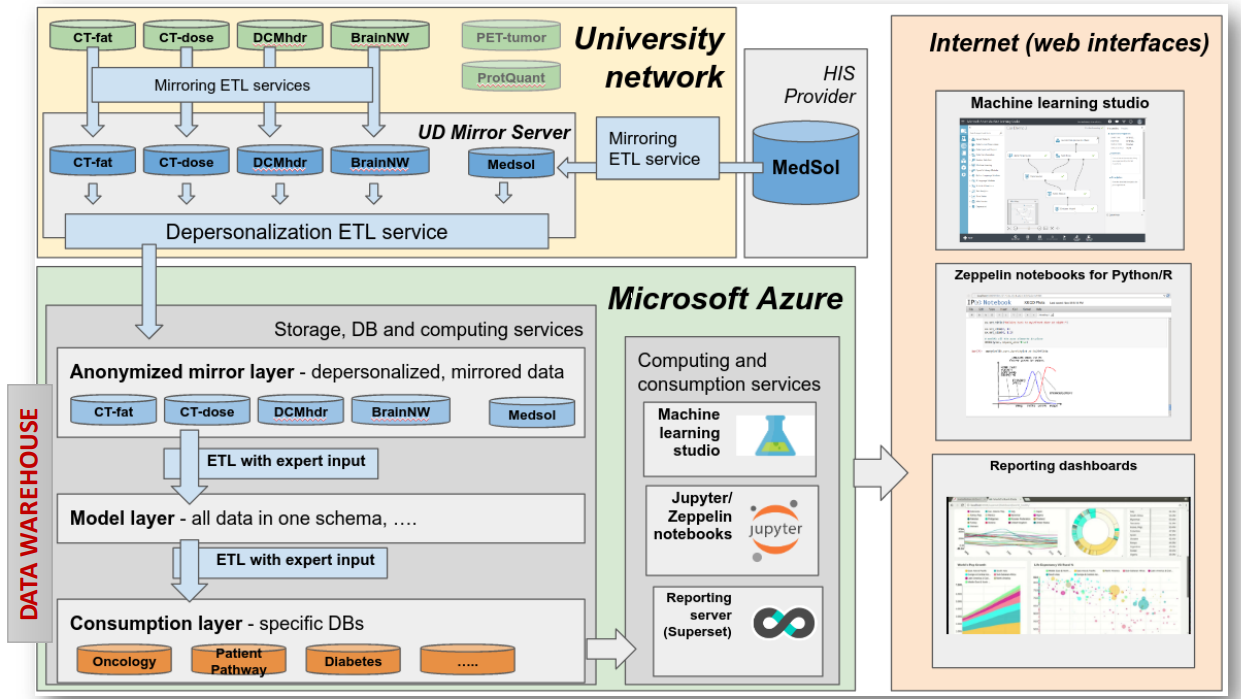 CT-fat
CT-dose
DCMhdr
BrainNW
PET-tumor
ProtQuant
University
network
Mirroring ETL services
UD Mirror Server
CT-fat
CT-dose
DCMhdr
BrainNW
Medsol
Mirroring
ETL service
HIS
Provider
MedSol
Depersonalization ETL service
Microsoft Azure
Storage, DB and computing services
Anonymized mirror layer - depersonalized, mirrored data
CT-fat
CT-dose
DCMhdr
BrainNW
Medsol
ETL with expert input
Model layer - all data in one schema, ….
ETL with expert input
Consumption layer - specific DBs
Oncology
Patient
Pathway
Diabetes
…..
DATA WAREHOUSE
Computing and
consumption services
Machine
learning
studio
Jupyter/
Zeppelin
notebooks
jupyter
Reporting
server
(Superset)
Internet (web interfaces)
Machine learning studio
Zeppelin notebooks for Python/R
IP[y]: Notebook
Reporting dashboards